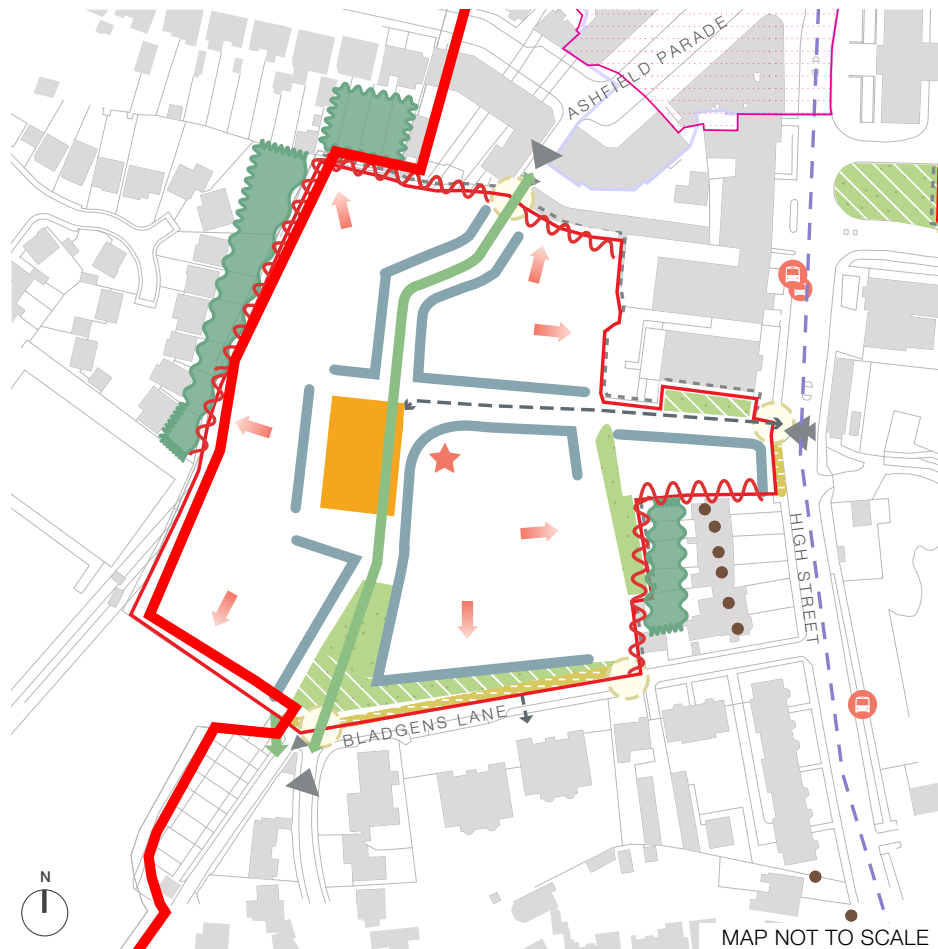 ASHFIELD PARADE
HIGH STREET
BLADGENS LANE
N
MAP NOT TO SCALE